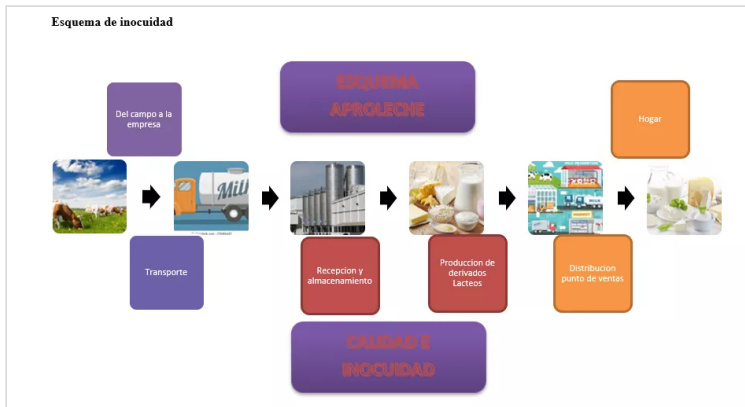 Esquema de inocuidad
ESQUEMA
APROLECHE
Del campo a la
empresa
Hogar
Milk
MILK
Transporte
Recepcion y
almacenamiento
Produccion de
derivados
Lacteos
Distribucion
punto de ventas
CALIDAD E
INOCUIDAD